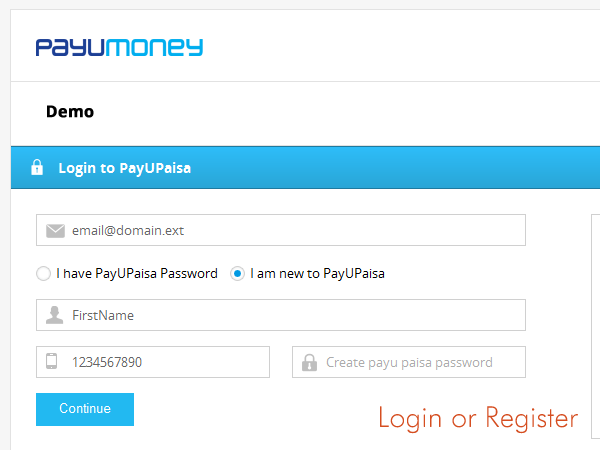 PayUmoney
Demo
Login to PayUPaisa
email@domain.ext
I have PayUPaisa Password I am new to PayUPaisa
FirstName
1234567890 Create payu paisa password
Continue
Login or Register